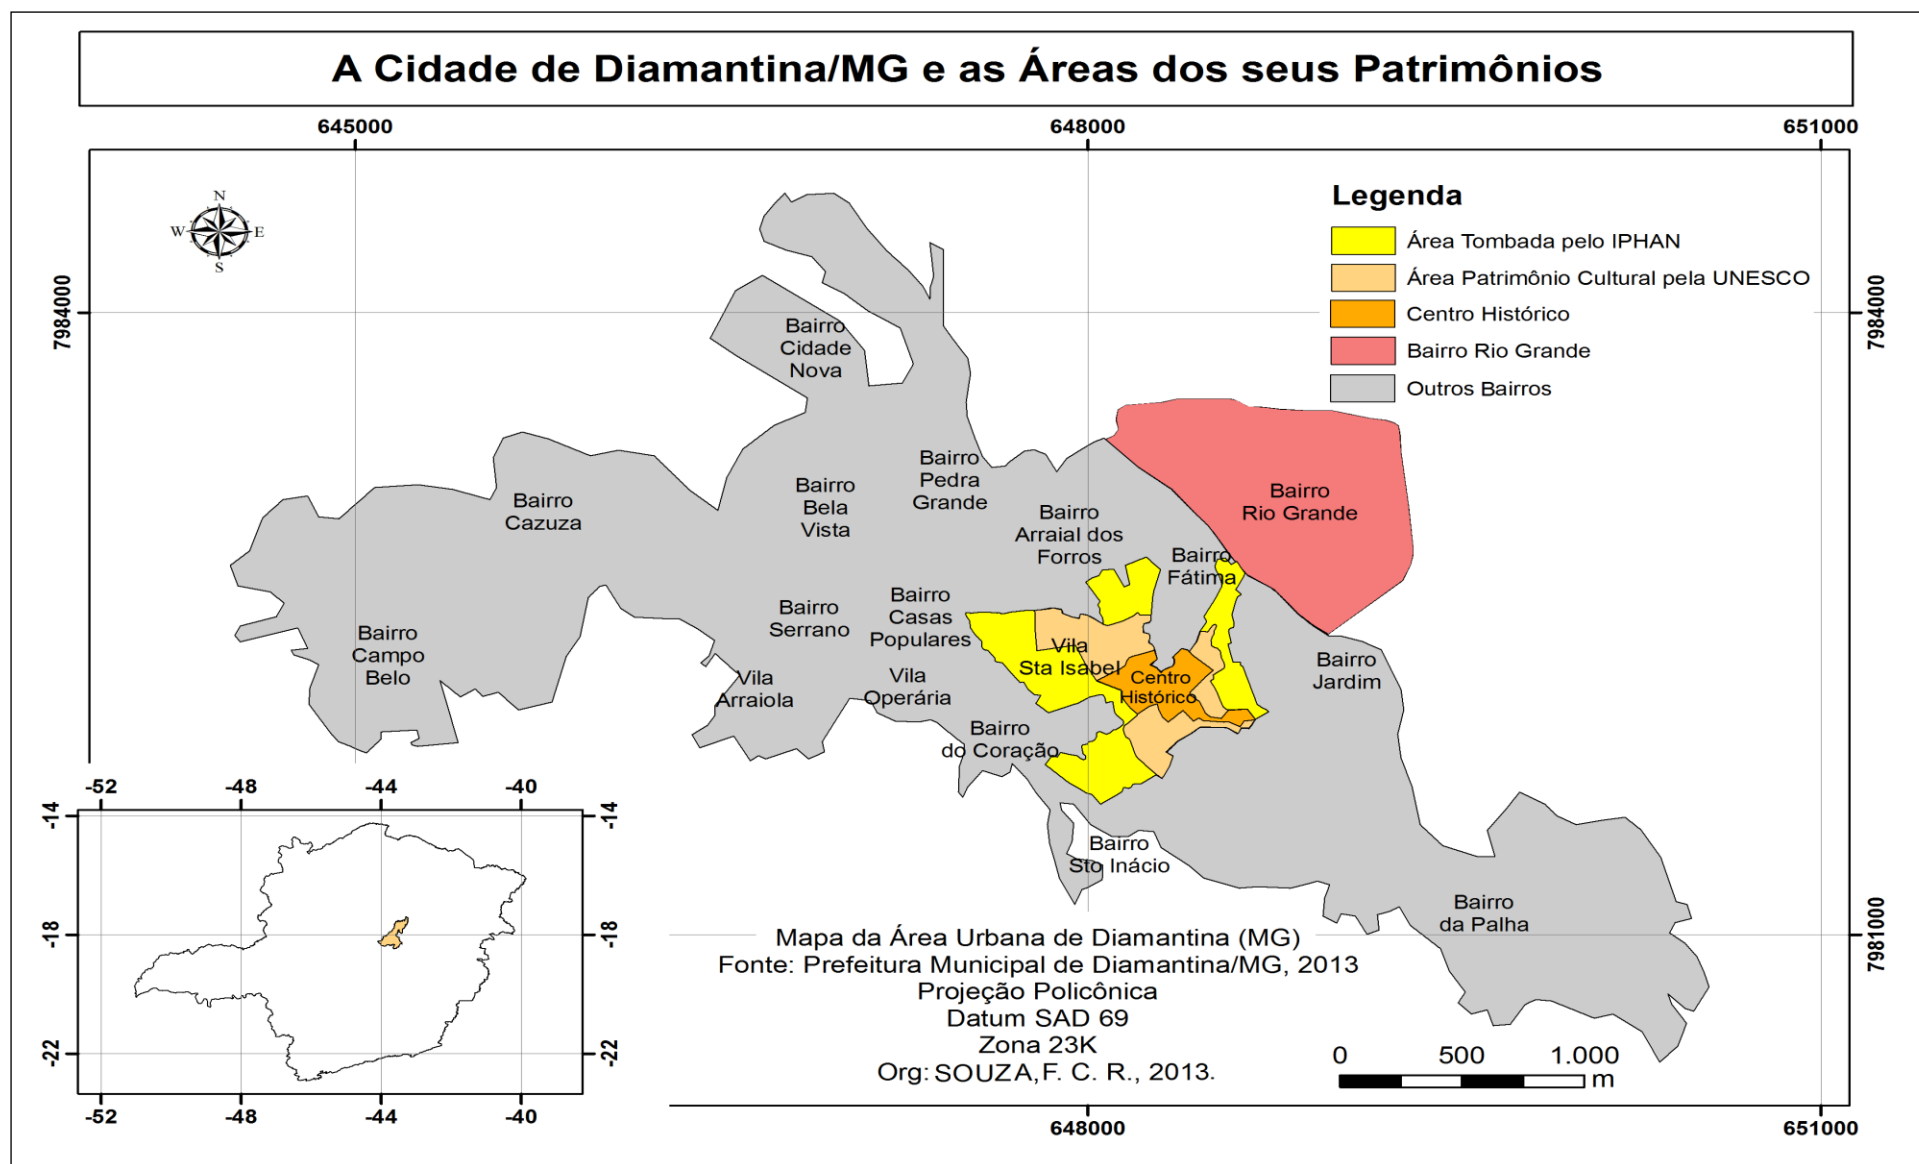 A Cidade de Diamantina/MG e as Áreas dos seus Patrimônios
645000
648000
651000
N
W
E
S
Legenda
Área Tombada pelo IPHAN
Área Patrimônio Cultural pela UNESCO
Centro Histórico
Bairro Rio Grande
Outros Bairros
7984000
7984000
Bairro
Cidade
Nova
Bairro
Pedra
Grande
Bairro
Cazuza
Bairro
Bela
Vista
Bairro
Arraial dos
Forros
Bairro
Rio Grande
Bairro
Fátima
Bairro
Campo
Belo
Bairro
Serrano
Bairro
Casas
Populares
Vila
Sta Isabel
Centro
Histórico
Bairro
Jardim
Vila
Arraiola
Vila
Operária
Bairro
do Coração
Bairro
Sto Inácio
Bairro
da Palha
7981000
-52
-48
-44
-40
-14
-14
-18
-18
-22
-22
-52
-48
-44
-40
Mapa da Área Urbana de Diamantina (MG)
Fonte: Prefeitura Municipal de Diamantina/MG, 2013
Projeção Policônica
Datum SAD 69
Zona 23K
Org: SOUZA, F. C. R., 2013.
0
500
1.000
m
648000
651000